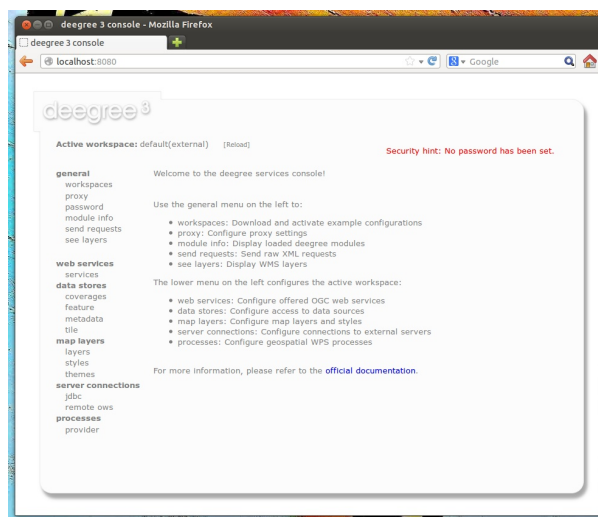 deegree 3 console - Mozilla Firefox
deegree 3 console
localhost:8080
Google
deegree 3
Active workspace: default(external) [Reload]
Security hint: No password has been set.
general
workspaces
proxy
password
module info
send requests
see layers
web services
services
data stores
coverages
feature
metadata
tile
map layers
layers
styles
themes
server connections
jdbc
remote ows
processes
provider
Welcome to the deegree services console!
Use the general menu on the left to:
• workspaces: Download and activate example configurations
• proxy: Configure proxy settings
• module info: Display loaded deegree modules
• send requests: Send raw XML requests
• see layers: Display WMS layers
The lower menu on the left configures the active workspace:
• web services: Configure offered OGC web services
• data stores: Configure access to data sources
• map layers: Configure map layers and styles
• server connections: Configure connections to external servers
• processes: Configure geospatial WPS processes
For more information, please refer to the official documentation.